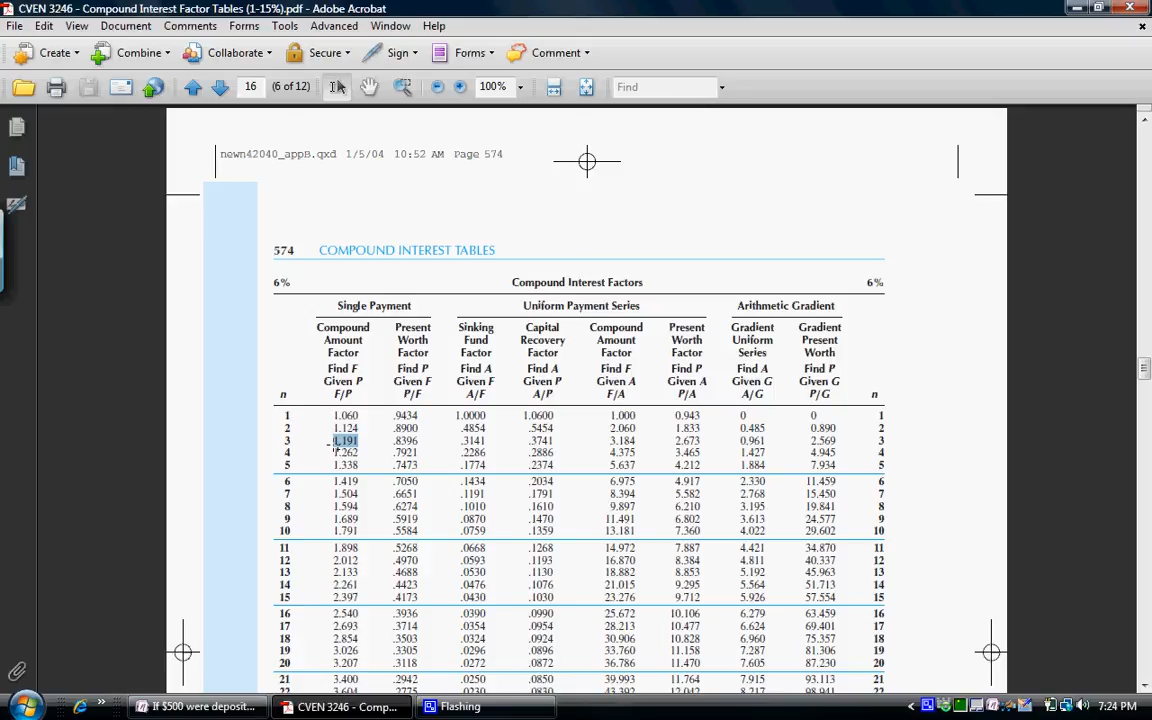 CVEN 3246 - Compound Interest Factor Tables (1-15%).pdf - Adobe Acrobat
File Edit View Document Comments Forms Tools Advanced Window Help
Create Combine Collaborate Secure Sign Forms Comment
16 (6 of 12) 100% Find
newn42040_appB.qxd 1/5/04 10:52 AM Page 574
574 COMPOUND INTEREST TABLES
6% Compound Interest Factors 6%
Single Payment Uniform Payment Series Arithmetic Gradient
Compound Present Sinking Capital Compound Present Gradient Gradient
Amount Worth Fund Recovery Amount Worth Uniform Present
Factor Factor Factor Factor Factor Factor Series Worth
Find F Find P Find A Find A Find F Find P Find A Find P
Given P Given F Given F Given P Given A Given A Given G Given G
n F/P P/F A/F A/P F/A P/A A/G P/G n
1 1.060 .9434 1.0000 1.0600 1.000 0.943 0 0 1
2 1.124 .8900 .4854 .5454 2.060 1.833 0.485 0.890 2
3 1.191 .8396 .3141 .3741 3.184 2.673 0.961 2.569 3
4 1.262 .7921 .2286 .2886 4.375 3.465 1.427 4.945 4
5 1.338 .7473 .1774 .2374 5.637 4.212 1.884 7.934 5
6 1.419 .7050 .1434 .2034 6.975 4.917 2.330 11.459 6
7 1.504 .6651 .1191 .1791 8.394 5.582 2.768 15.450 7
8 1.594 .6274 .1010 .1610 9.897 6.210 3.195 19.841 8
9 1.689 .5919 .0870 .1470 11.491 6.802 3.613 24.577 9
10 1.791 .5584 .0759 .1359 13.181 7.360 4.022 29.602 10
11 1.898 .5268 .0668 .1268 14.972 7.887 4.421 34.870 11
12 2.012 .4970 .0593 .1193 16.870 8.384 4.811 40.337 12
13 2.133 .4688 .0530 .1130 18.882 8.853 5.192 45.963 13
14 2.261 .4423 .0476 .1076 21.015 9.295 5.564 51.713 14
15 2.397 .4173 .0430 .1030 23.276 9.712 5.926 57.554 15
16 2.540 .3936 .0390 .0990 25.672 10.106 6.279 63.459 16
17 2.693 .3714 .0354 .0954 28.213 10.477 6.624 69.401 17
18 2.854 .3503 .0324 .0924 30.906 10.828 6.960 75.357 18
19 3.026 .3305 .0296 .0896 33.760 11.158 7.287 81.306 19
20 3.207 .3118 .0272 .0872 36.786 11.470 7.605 87.230 20
21 3.400 .2942 .0250 .0850 39.993 11.764 7.915 93.113 21
22 3.604 .2775 .0230 .0830 43.392 12.042 8.217 98.941 22
If $500 were deposit... CVEN 3246 - Comp... Flashing 7:24 PM